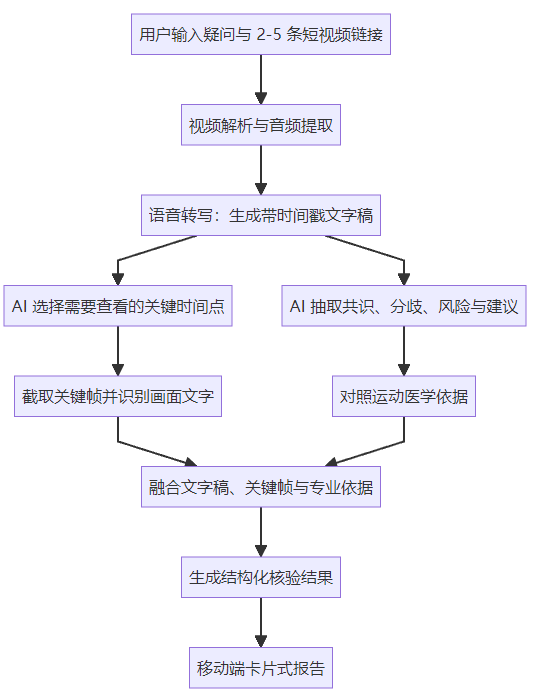 用户输入疑问与 2-5 条短视频链接
视频解析与音频提取
语音转写：生成带时间戳文字稿
AI 选择需要查看的关键时间点
AI 抽取共识、分歧、风险与建议
截取关键帧并识别画面文字
对照运动医学依据
融合文字稿、关键帧与专业依据
生成结构化核验结果
移动端卡片式报告